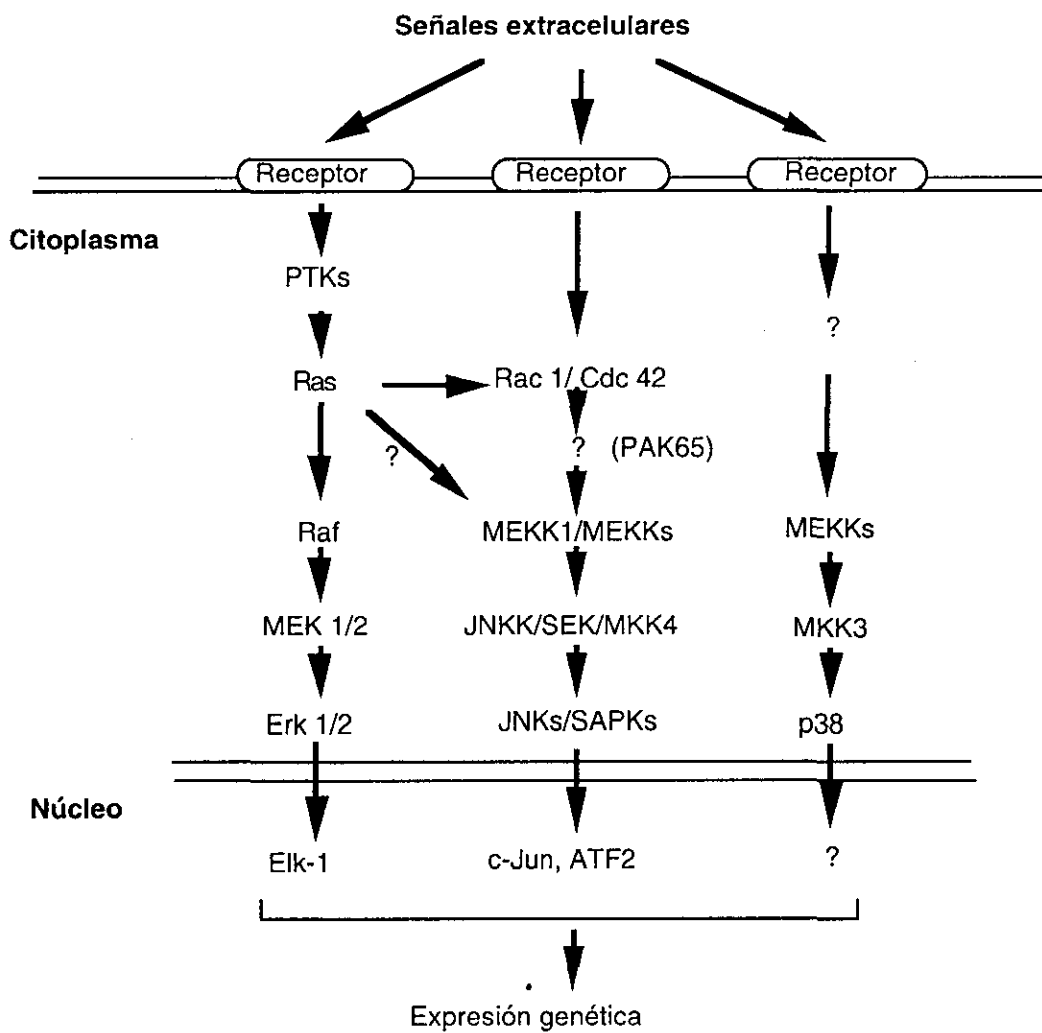 Señales extracelulares
Receptor
Receptor
Receptor
Citoplasma
PTKs
?
Ras
Rac 1/ Cdc 42
?
? (PAK65)
Raf
MEKK1/MEKKs
MEKKs
MEK 1/2
JNKK/SEK/MKK4
MKK3
Erk 1/2
JNKs/SAPKs
p38
Núcleo
Elk-1
c-Jun, ATF2
?
Expresión genética